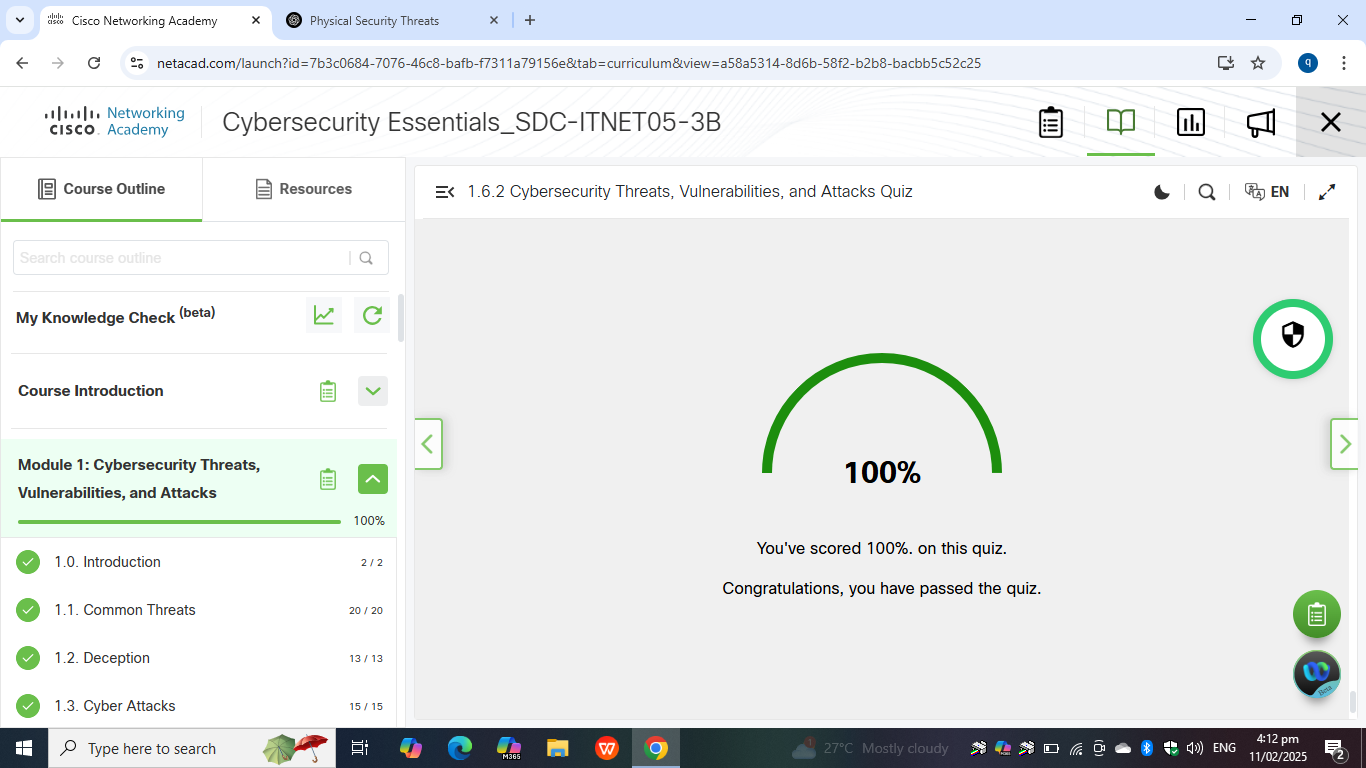 Cisco Networking Academy
Physical Security Threats
netacad.com/launch?id=7b3c0684-7076-46c8-bafb-f7311a79156e&tab=curriculum&view=a58a5314-8d6b-58f2-b2b8-bacbb5c52c25
q
CISCO Networking Academy
Cybersecurity Essentials_SDC-ITNET05-3B
Course Outline
Resources
Search course outline
My Knowledge Check (beta)
Course Introduction
Module 1: Cybersecurity Threats,
Vulnerabilities, and Attacks
100%
1.0. Introduction 2 / 2
1.1. Common Threats 20 / 20
1.2. Deception 13 / 13
1.3. Cyber Attacks 15 / 15
1.6.2 Cybersecurity Threats, Vulnerabilities, and Attacks Quiz
EN
100%
You've scored 100%. on this quiz.
Congratulations, you have passed the quiz.
Beta
Type here to search
M365
27°C Mostly cloudy
ENG
4:12 pm
11/02/2025
2